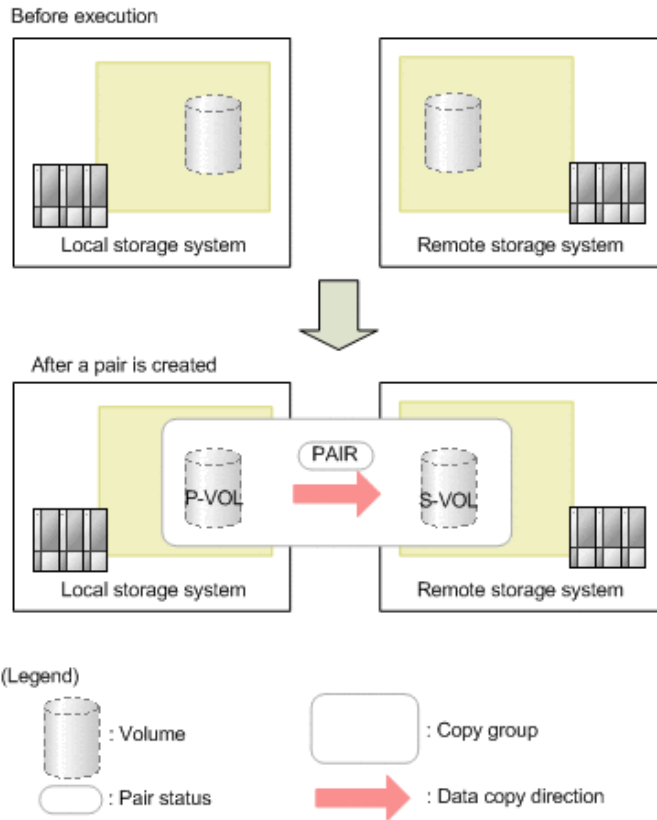 Before execution
Local storage system
Remote storage system
After a pair is created
PAIR
P-VOL
S-VOL
Local storage system
Remote storage system
(Legend)
: Volume
: Copy group
: Pair status
: Data copy direction